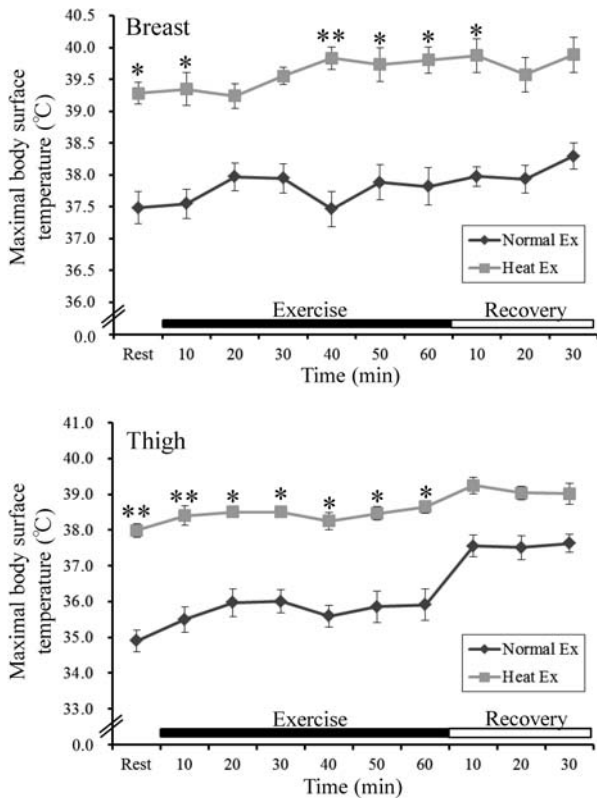 Breast
Maximal body surface
temperature (℃)
40.5
40.0
39.5
39.0
38.5
38.0
37.5
37.0
36.5
36.0
0.0
* * ** * * *
Normal Ex
Heat Ex
Exercise Recovery
Rest 10 20 30 40 50 60 10 20 30
Time (min)
Thigh
Maximal body surface
temperature (℃)
41.0
40.0
39.0
38.0
37.0
36.0
35.0
34.0
33.0
0.0
** ** * * * * *
Normal Ex
Heat Ex
Exercise Recovery
Rest 10 20 30 40 50 60 10 20 30
Time (min)